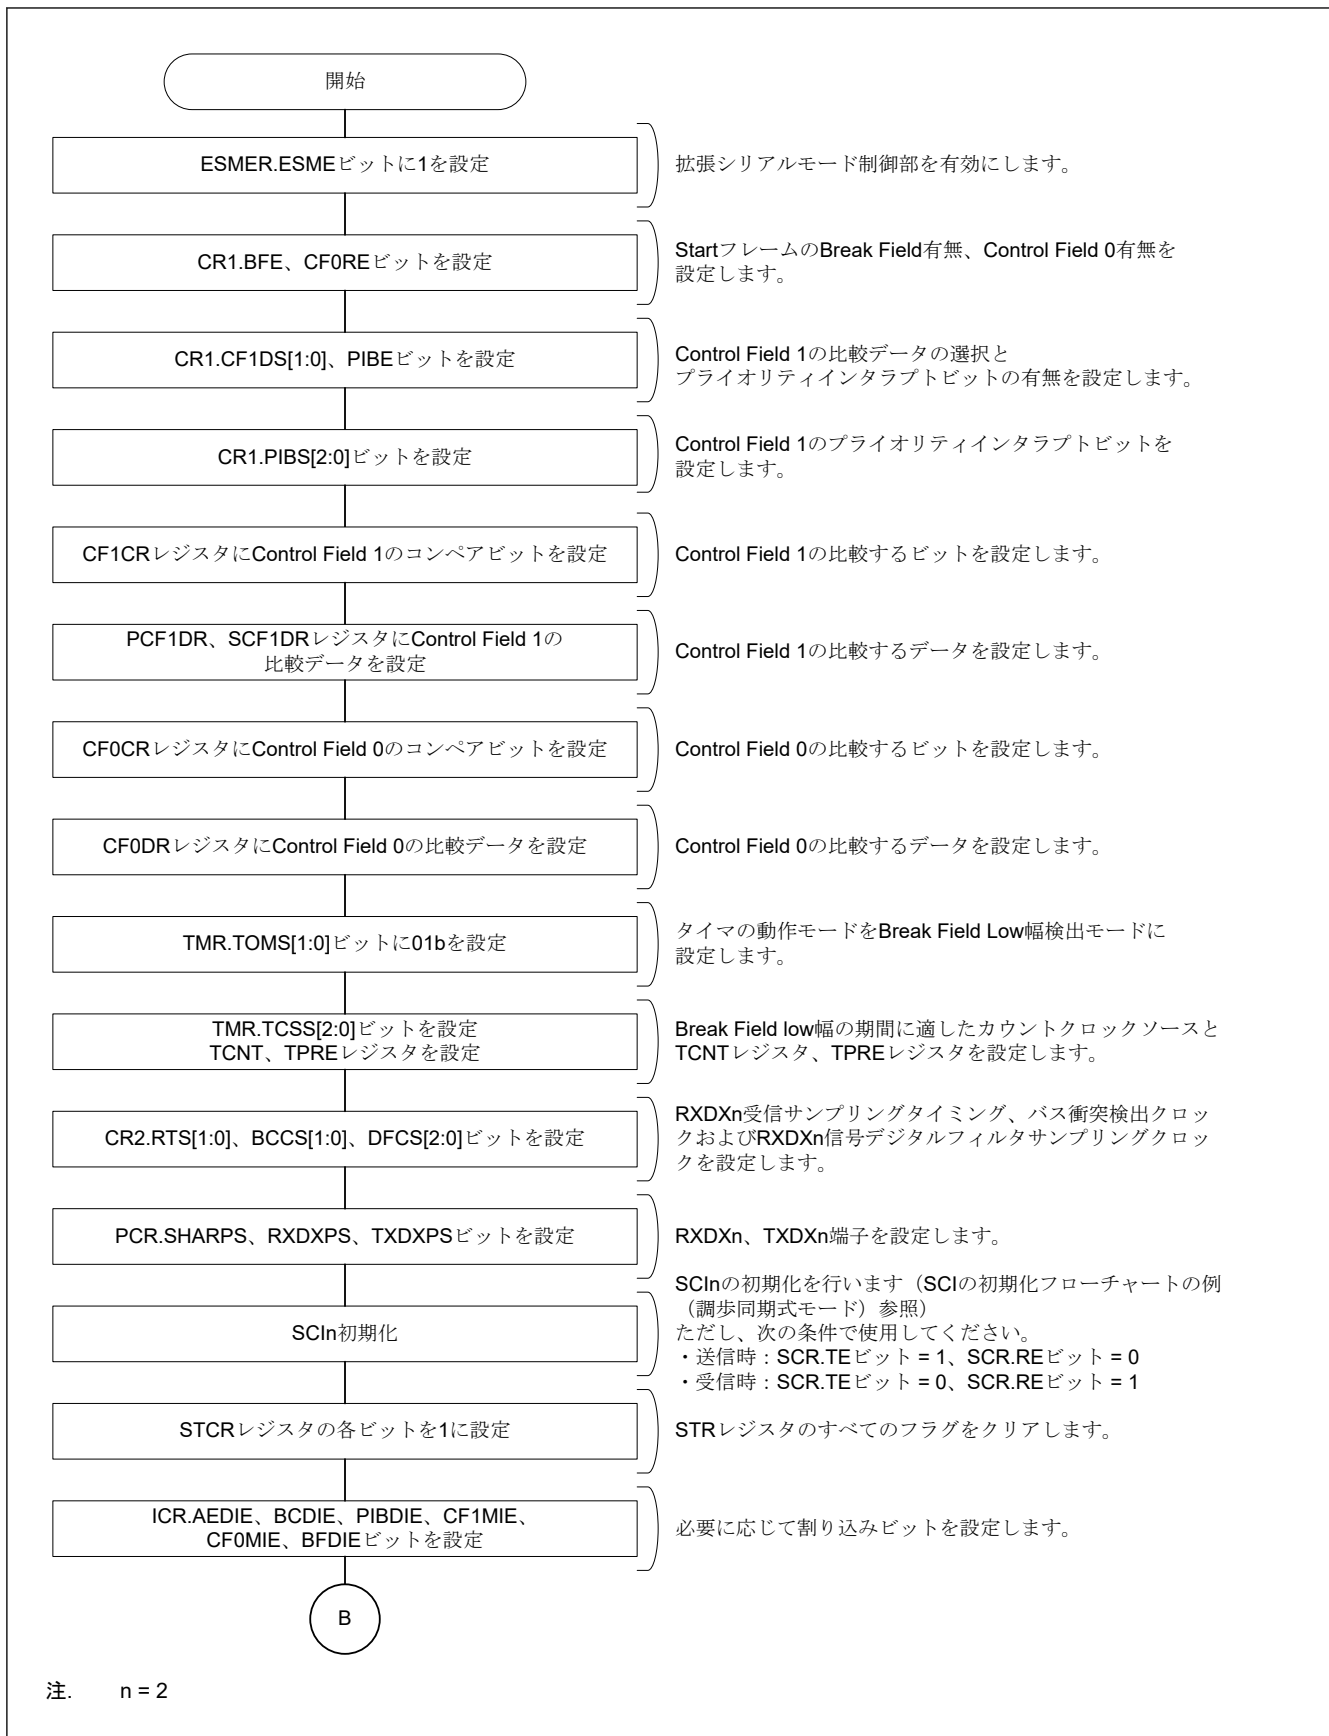 開始
ESMER.ESMEビットに1を設定
拡張シリアルモード制御部を有効にします。
CR1.BFE、CF0REビットを設定
StartフレームのBreak Field有無、Control Field 0有無を
設定します。
CR1.CF1DS[1:0]、PIBEビットを設定
Control Field 1の比較データの選択と
プライオリティインタラプトビットの有無を設定します。
CR1.PIBS[2:0]ビットを設定
Control Field 1のプライオリティインタラプトビットを
設定します。
CF1CRレジスタにControl Field 1のコンペアビットを設定
Control Field 1の比較するビットを設定します。
PCF1DR、SCF1DRレジスタにControl Field 1の
比較データを設定
Control Field 1の比較するデータを設定します。
CF0CRレジスタにControl Field 0のコンペアビットを設定
Control Field 0の比較するビットを設定します。
CF0DRレジスタにControl Field 0の比較データを設定
Control Field 0の比較するデータを設定します。
TMR.TOMS[1:0]ビットに01bを設定
タイマの動作モードをBreak Field Low幅検出モードに
設定します。
TMR.TCSS[2:0]ビットを設定
TCNT、TPREレジスタを設定
Break Field low幅の期間に適したカウントクロックソースと
TCNTレジスタ、TPREレジスタを設定します。
CR2.RTS[1:0]、BCCS[1:0]、DFCS[2:0]ビットを設定
RXDXn受信サンプリングタイミング、バス衝突検出クロッ
クおよびRXDXn信号デジタルフィルタサンプリングクロッ
クを設定します。
PCR.SHARPS、RXDXPS、TXDXPSビットを設定
RXDXn、TXDXn端子を設定します。
SCIn初期化
SCInの初期化を行います（SCIの初期化フローチャートの例
（調歩同期式モード）参照）
ただし、次の条件で使用してください。
・送信時：SCR.TEビット = 1、SCR.REビット = 0
・受信時：SCR.TEビット = 0、SCR.REビット = 1
STCRレジスタの各ビットを1に設定
STRレジスタのすべてのフラグをクリアします。
ICR.AEDIE、BCDIE、PIBDIE、CF1MIE、
CF0MIE、BFDIEビットを設定
必要に応じて割り込みビットを設定します。
B
注. n = 2